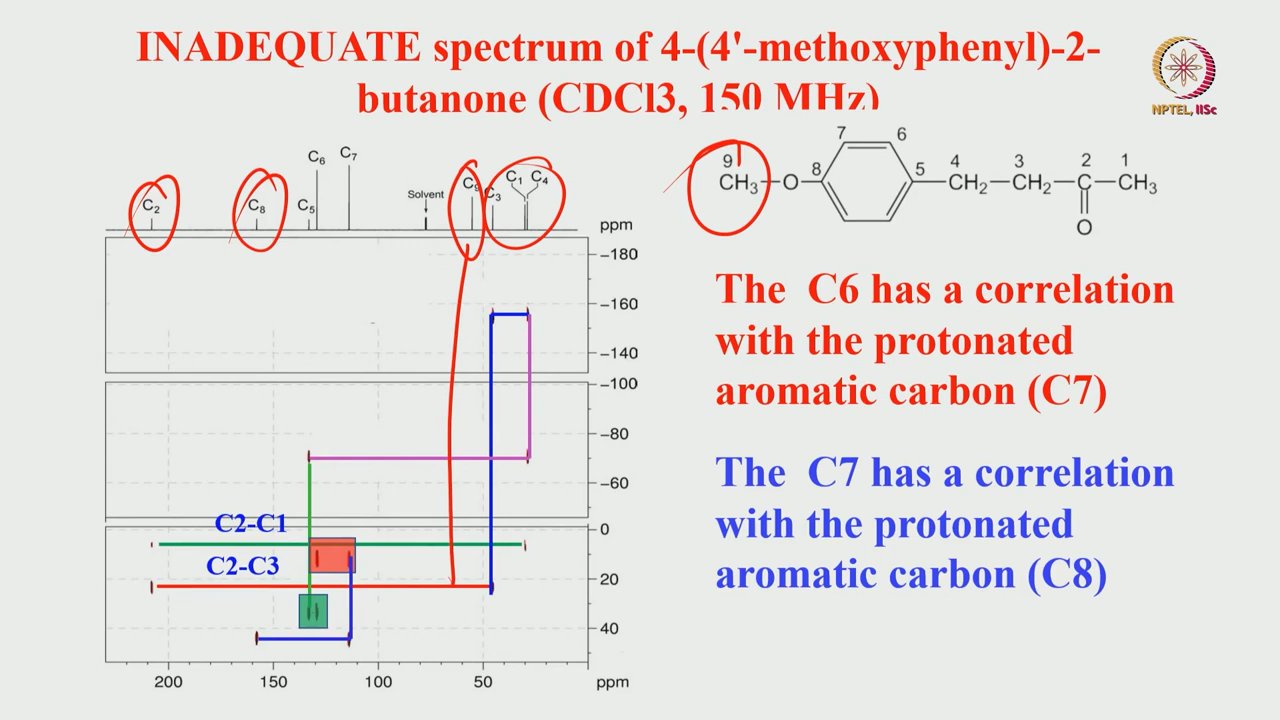 INADEQUATE spectrum of 4-(4'-methoxyphenyl)-2-
butanone (CDCl3, 150 MHz)
NPTEL, IISc
C2 C8 C5 C6 C7 Solvent C9 C3 C1 C4
ppm
-180
-160
-140
-100
-80
-60
0
20
40
200 150 100 50 ppm
C2-C1
C2-C3
9 8 7 6 5 4 3 2 1
CH3 O CH2 CH2 C CH3
O
The C6 has a correlation
with the protonated
aromatic carbon (C7)
The C7 has a correlation
with the protonated
aromatic carbon (C8)